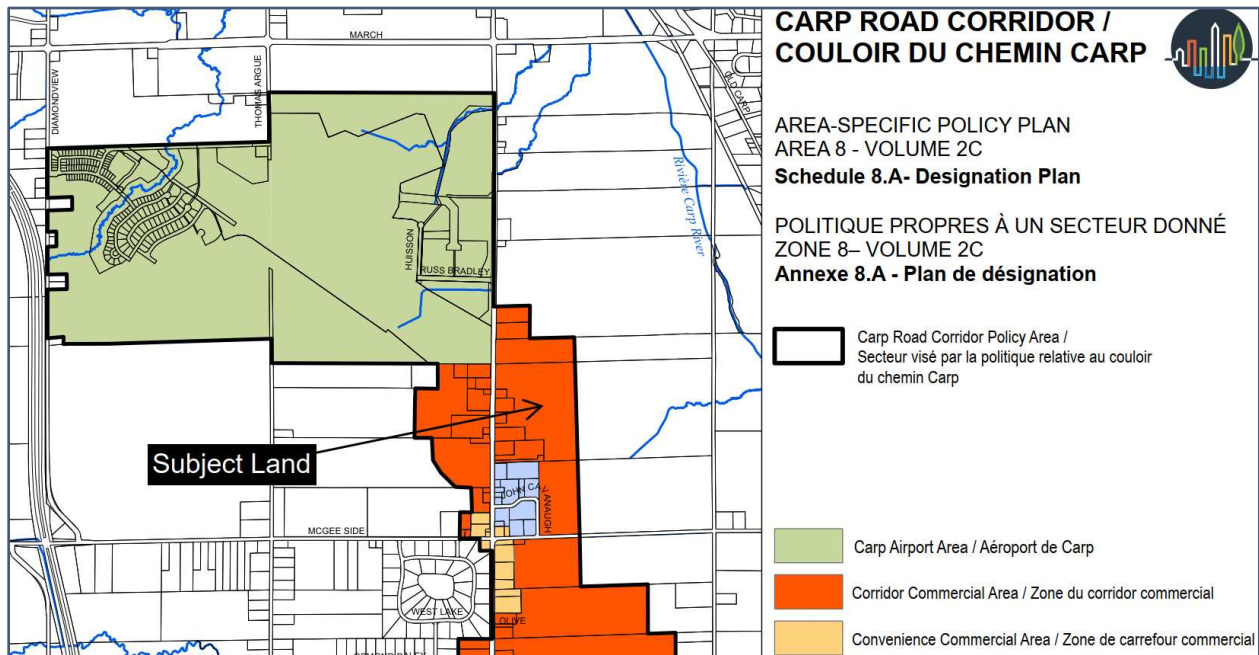 CARP ROAD CORRIDOR /
COULOIR DU CHEMIN CARP
AREA-SPECIFIC POLICY PLAN
AREA 8 - VOLUME 2C
Schedule 8.A- Designation Plan
POLITIQUE PROPRES À UN SECTEUR DONNÉ
ZONE 8– VOLUME 2C
Annexe 8.A - Plan de désignation
Carp Road Corridor Policy Area /
Secteur visé par la politique relative au couloir
du chemin Carp
Carp Airport Area / Aéroport de Carp
Corridor Commercial Area / Zone du corridor commercial
Convenience Commercial Area / Zone de carrefour commercial
MARCH
DIAMONDVIEW
THOMAS ARGUE
OLD CARP
Rivière Carp River
HUISSON
RUSS BRADLEY
Subject Land
JOHN CAVANAUGH
MCGEE SIDE
WEST LAKE
OLIVE